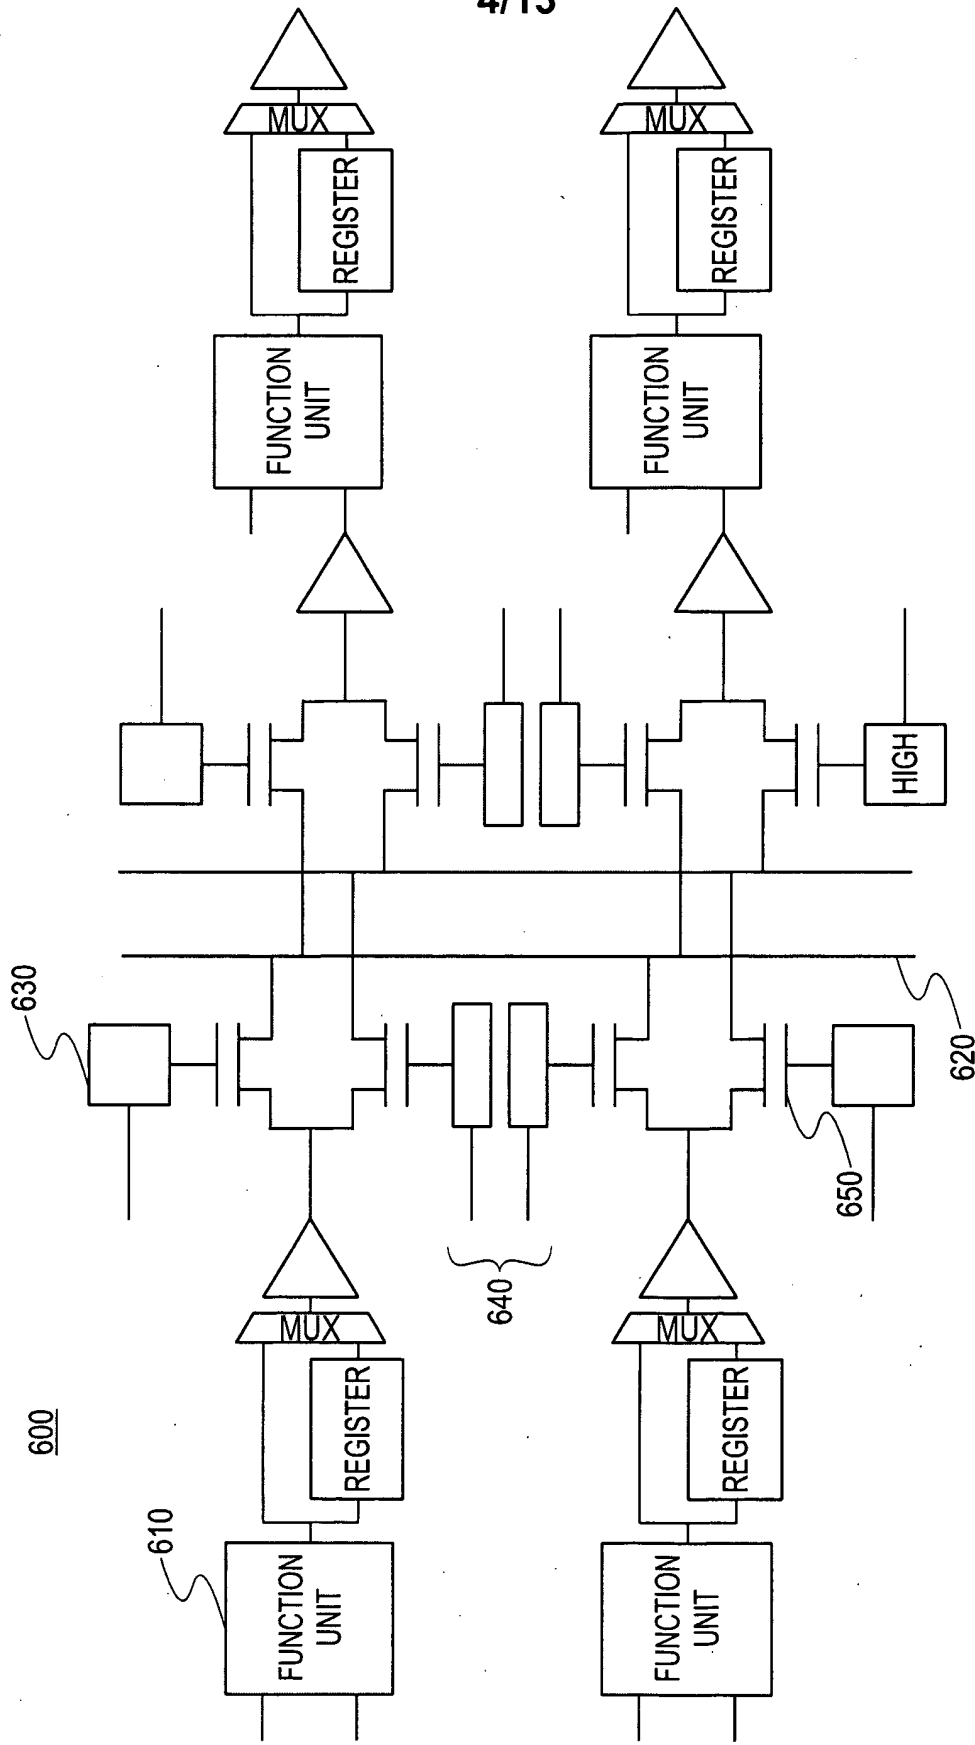 4/13
600
610
FUNCTION
UNIT
REGISTER
MUX
630
FUNCTION
UNIT
REGISTER
MUX
640
FUNCTION
UNIT
REGISTER
MUX
650
620
HIGH
FUNCTION
UNIT
REGISTER
MUX